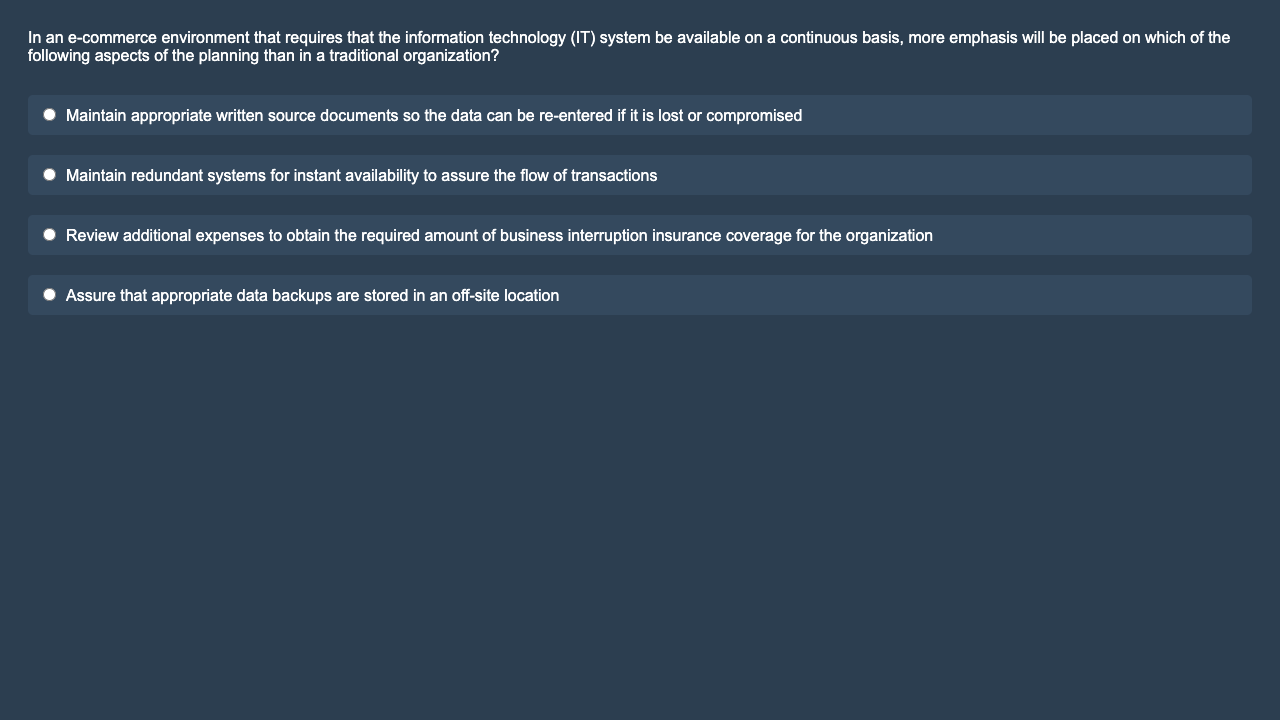 In an e-commerce environment that requires that the information technology (IT) system be available on a continuous basis, more emphasis will be placed on which of the
following aspects of the planning than in a traditional organization?
Maintain appropriate written source documents so the data can be re-entered if it is lost or compromised
Maintain redundant systems for instant availability to assure the flow of transactions
Review additional expenses to obtain the required amount of business interruption insurance coverage for the organization
Assure that appropriate data backups are stored in an off-site location